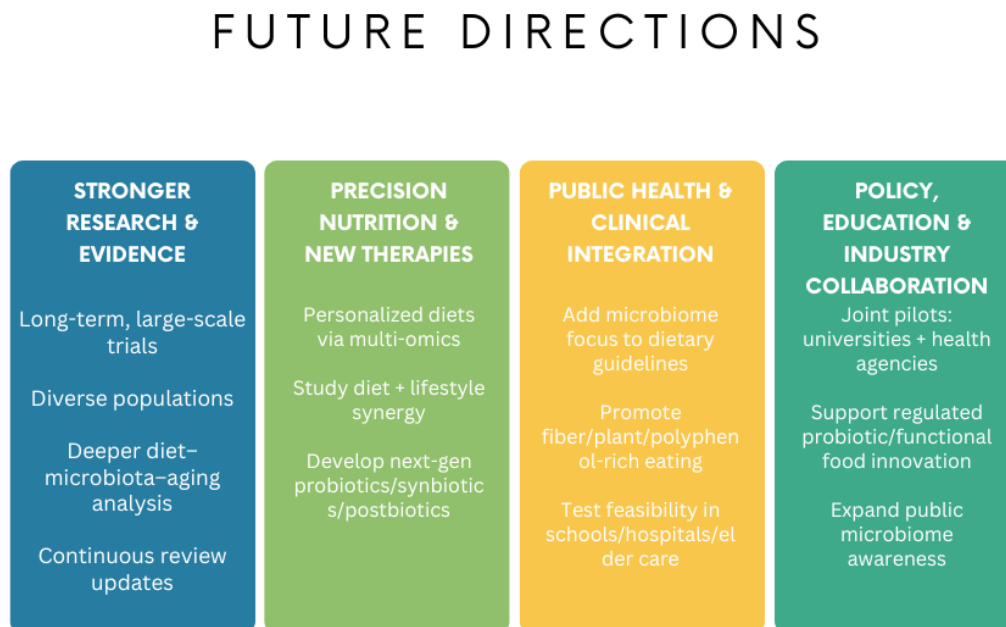 FUTURE DIRECTIONS
STRONGER
RESEARCH &
EVIDENCE
Long-term, large-scale
trials
Diverse populations
Deeper diet–
microbiota–aging
analysis
Continuous review
updates
PRECISION
NUTRITION &
NEW THERAPIES
Personalized diets
via multi-omics
Study diet + lifestyle
synergy
Develop next-gen
probiotics/synbiotic
s/postbiotics
PUBLIC HEALTH &
CLINICAL
INTEGRATION
Add microbiome
focus to dietary
guidelines
Promote
fiber/plant/polyphen
ol-rich eating
Test feasibility in
schools/hospitals/el
der care
POLICY,
EDUCATION &
INDUSTRY
COLLABORATION
Joint pilots:
universities + health
agencies
Support regulated
probiotic/functional
food innovation
Expand public
microbiome
awareness